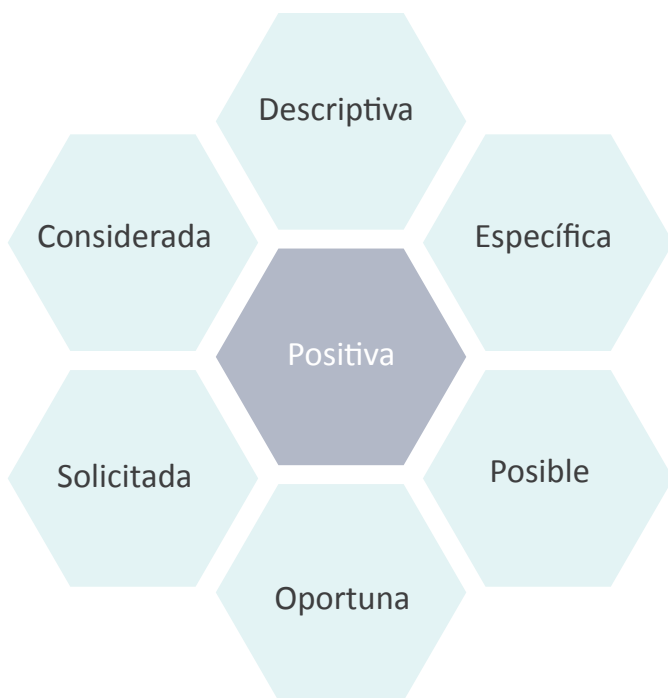 Descriptiva
Considerada
Específica
Positiva
Solicitada
Posible
Oportuna